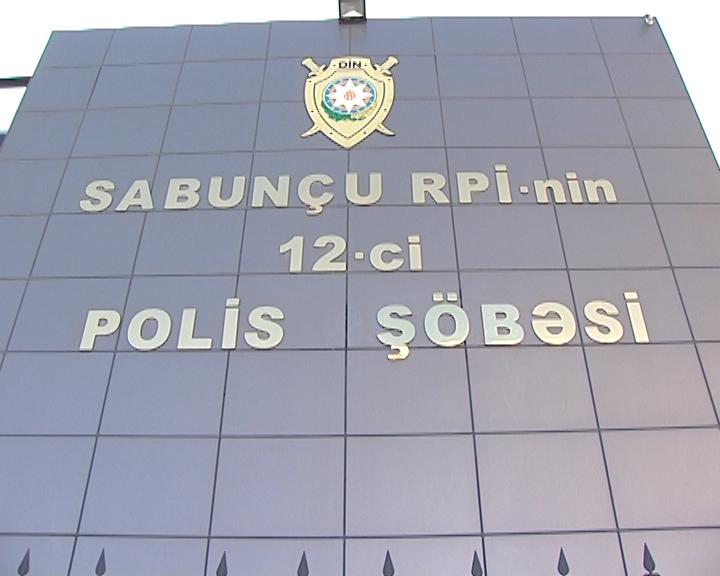 DİN
SABUNÇU RPİ-nin
12-ci
POLİS ŞÖBƏSİ